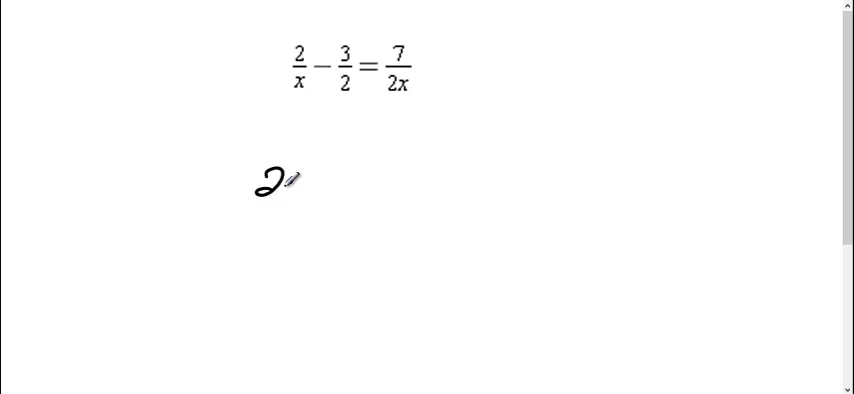 2/x − 3/2 = 7/2x
2